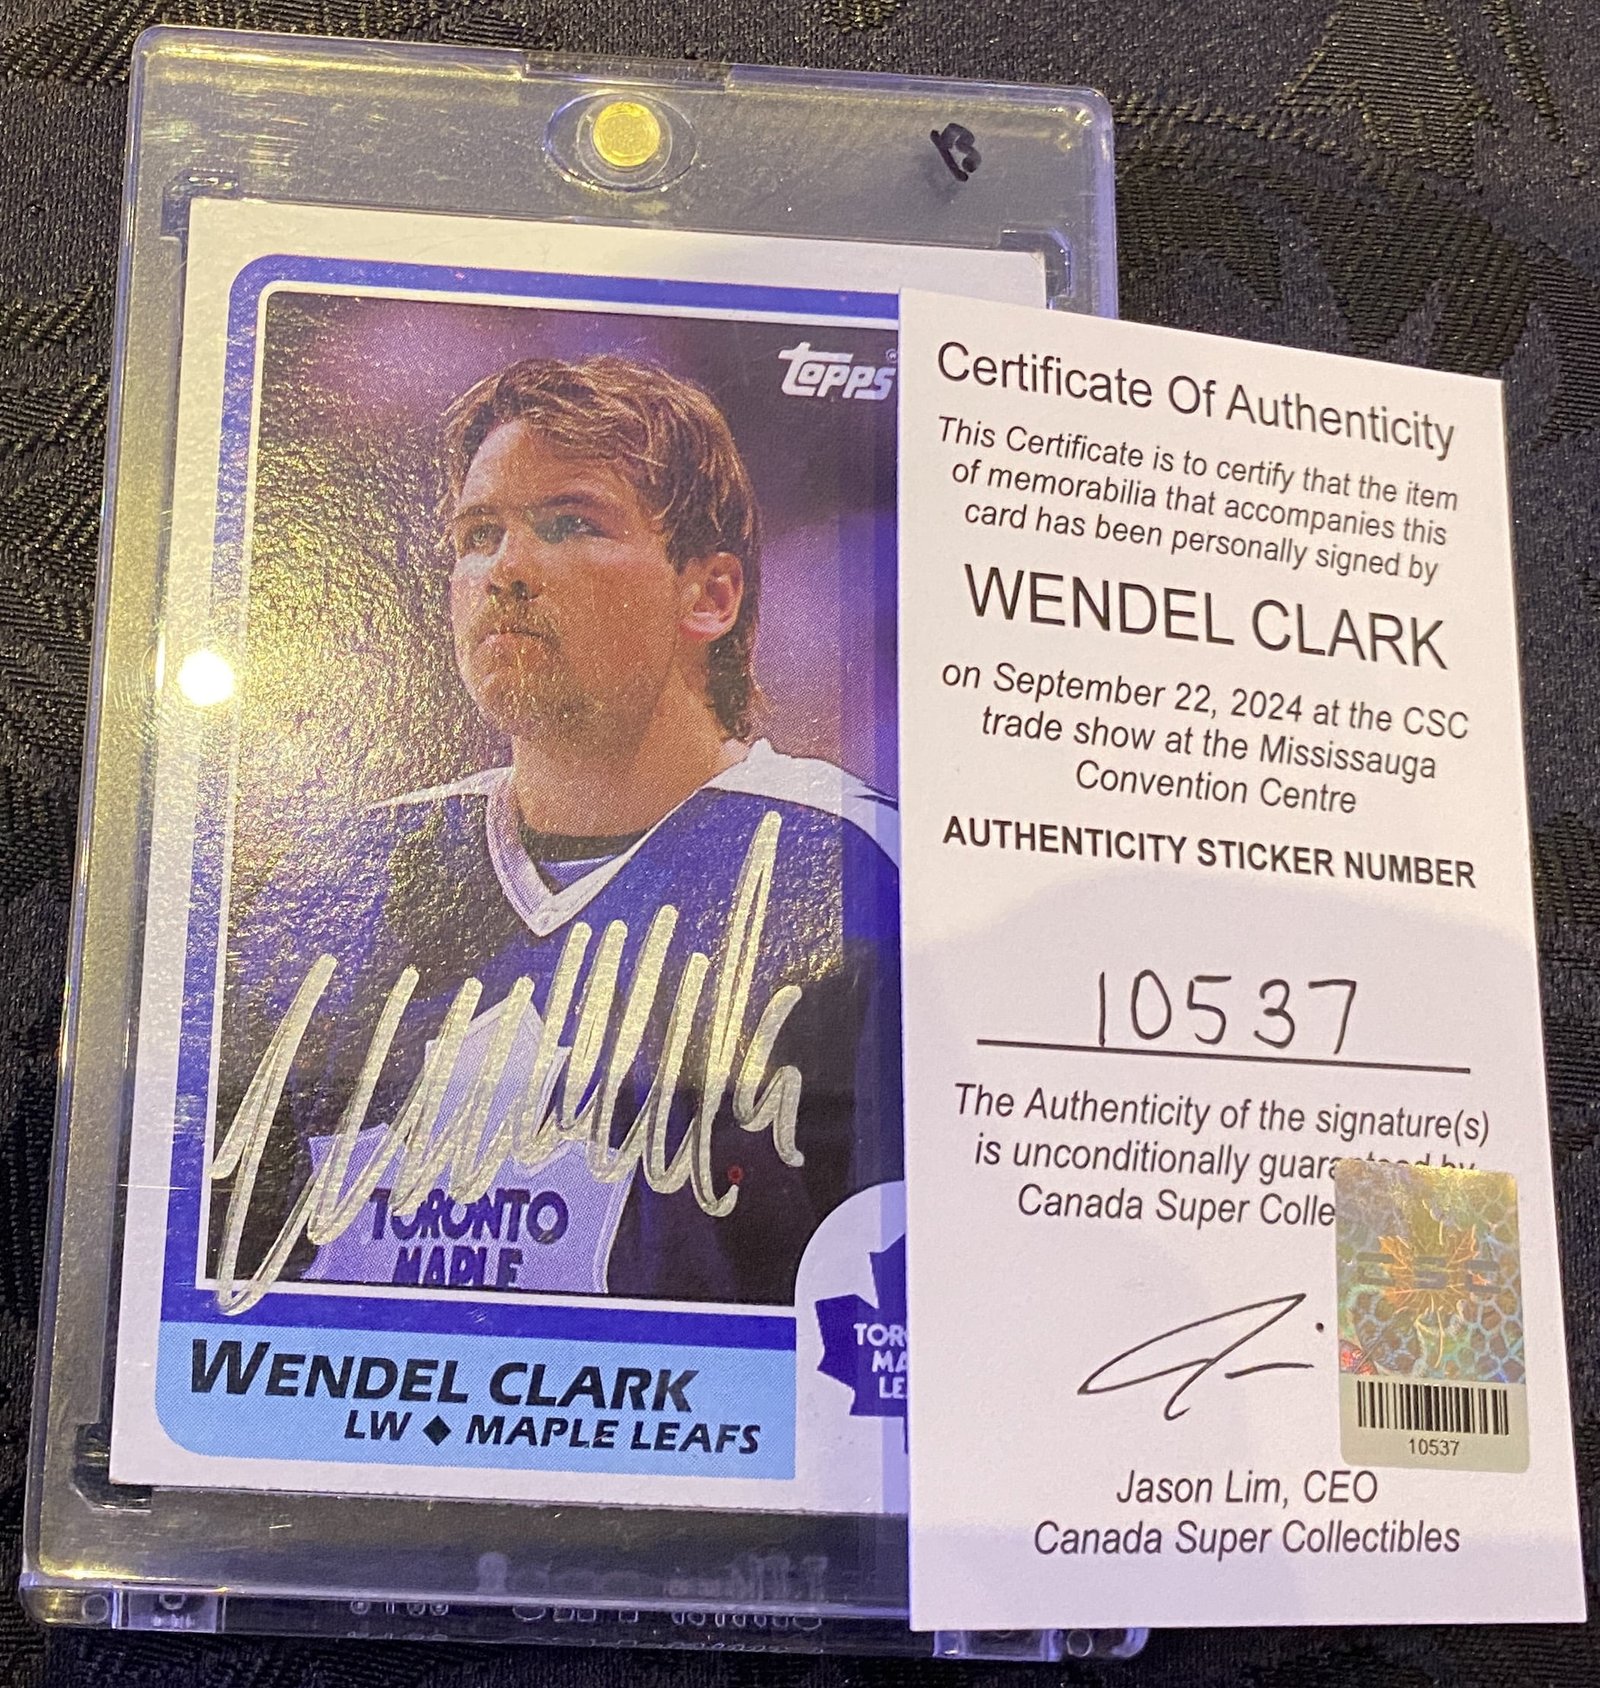 topps
TORONTO
MAPLE
WENDEL CLARK
LW ♦ MAPLE LEAFS
Certificate Of Authenticity
This Certificate is to certify that the item
of memorabilia that accompanies this
card has been personally signed by
WENDEL CLARK
on September 22, 2024 at the CSC
trade show at the Mississauga
Convention Centre
AUTHENTICITY STICKER NUMBER
10537
The Authenticity of the signature(s)
is unconditionally guaranteed by
Canada Super Colle
10537
Jason Lim, CEO
Canada Super Collectibles